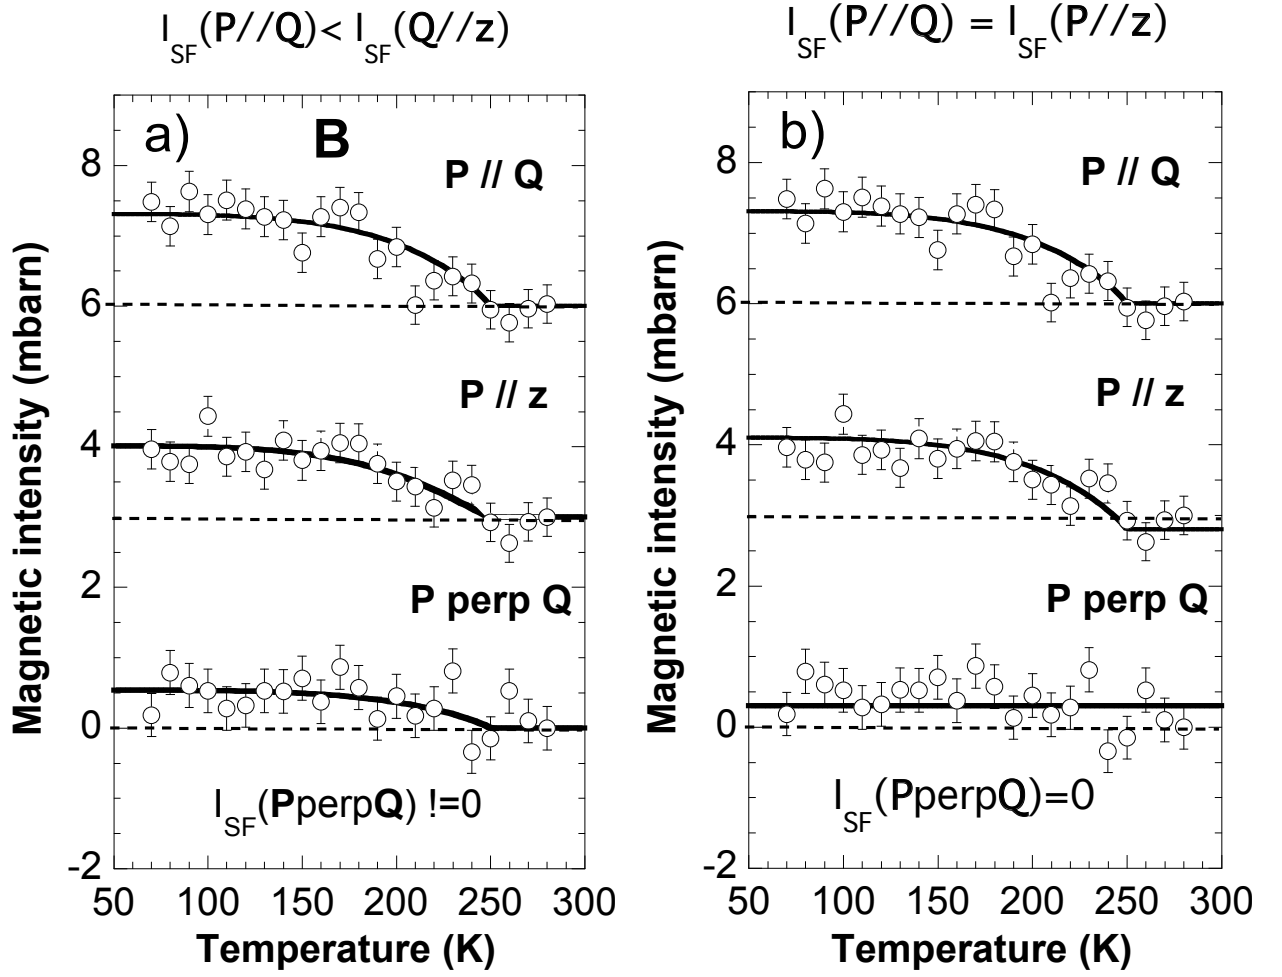 I_SF(P//Q)< I_SF(Q//z)
I_SF(P//Q) = I_SF(P//z)
a)
B
P // Q
P // z
P perp Q
I_SF(PperpQ) !=0
8
6
4
2
0
-2
50 100 150 200 250 300
Temperature (K)
Magnetic intensity (mbarn)
b)
P // Q
P // z
P perp Q
I_SF(PperpQ)=0
8
6
4
2
0
-2
50 100 150 200 250 300
Temperature (K)
Magnetic intensity (mbarn)